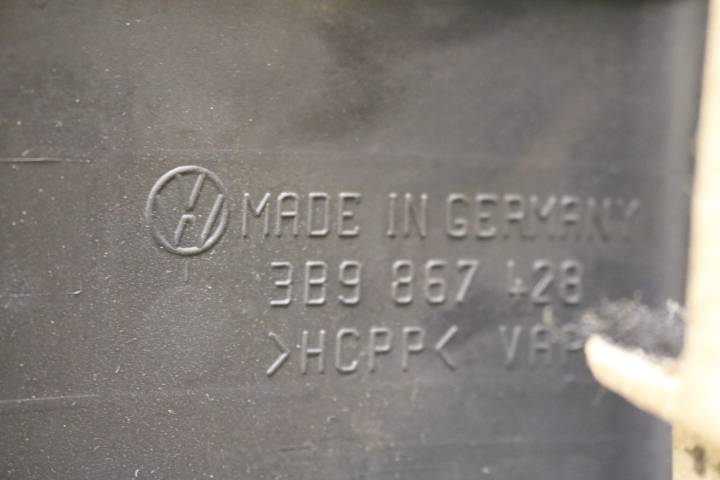 MADE IN GERMANY
3B9 867 428
>HCPP<